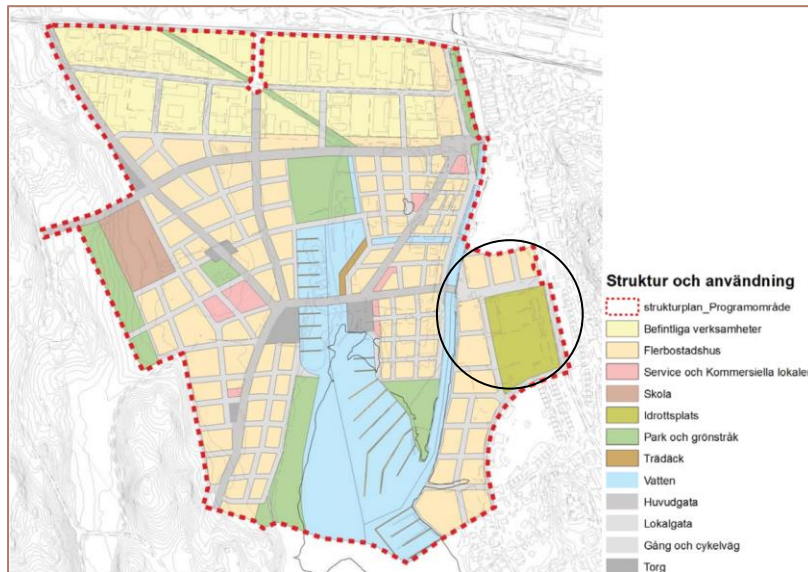 Struktur och användning
strukturplan_Programområde
Befintliga verksamheter
Flerbostadshus
Service och Kommersiella lokaler
Skola
Idrottsplats
Park och grönstråk
Trädäck
Vatten
Huvudgata
Lokalgata
Gång och cykelväg
Torg